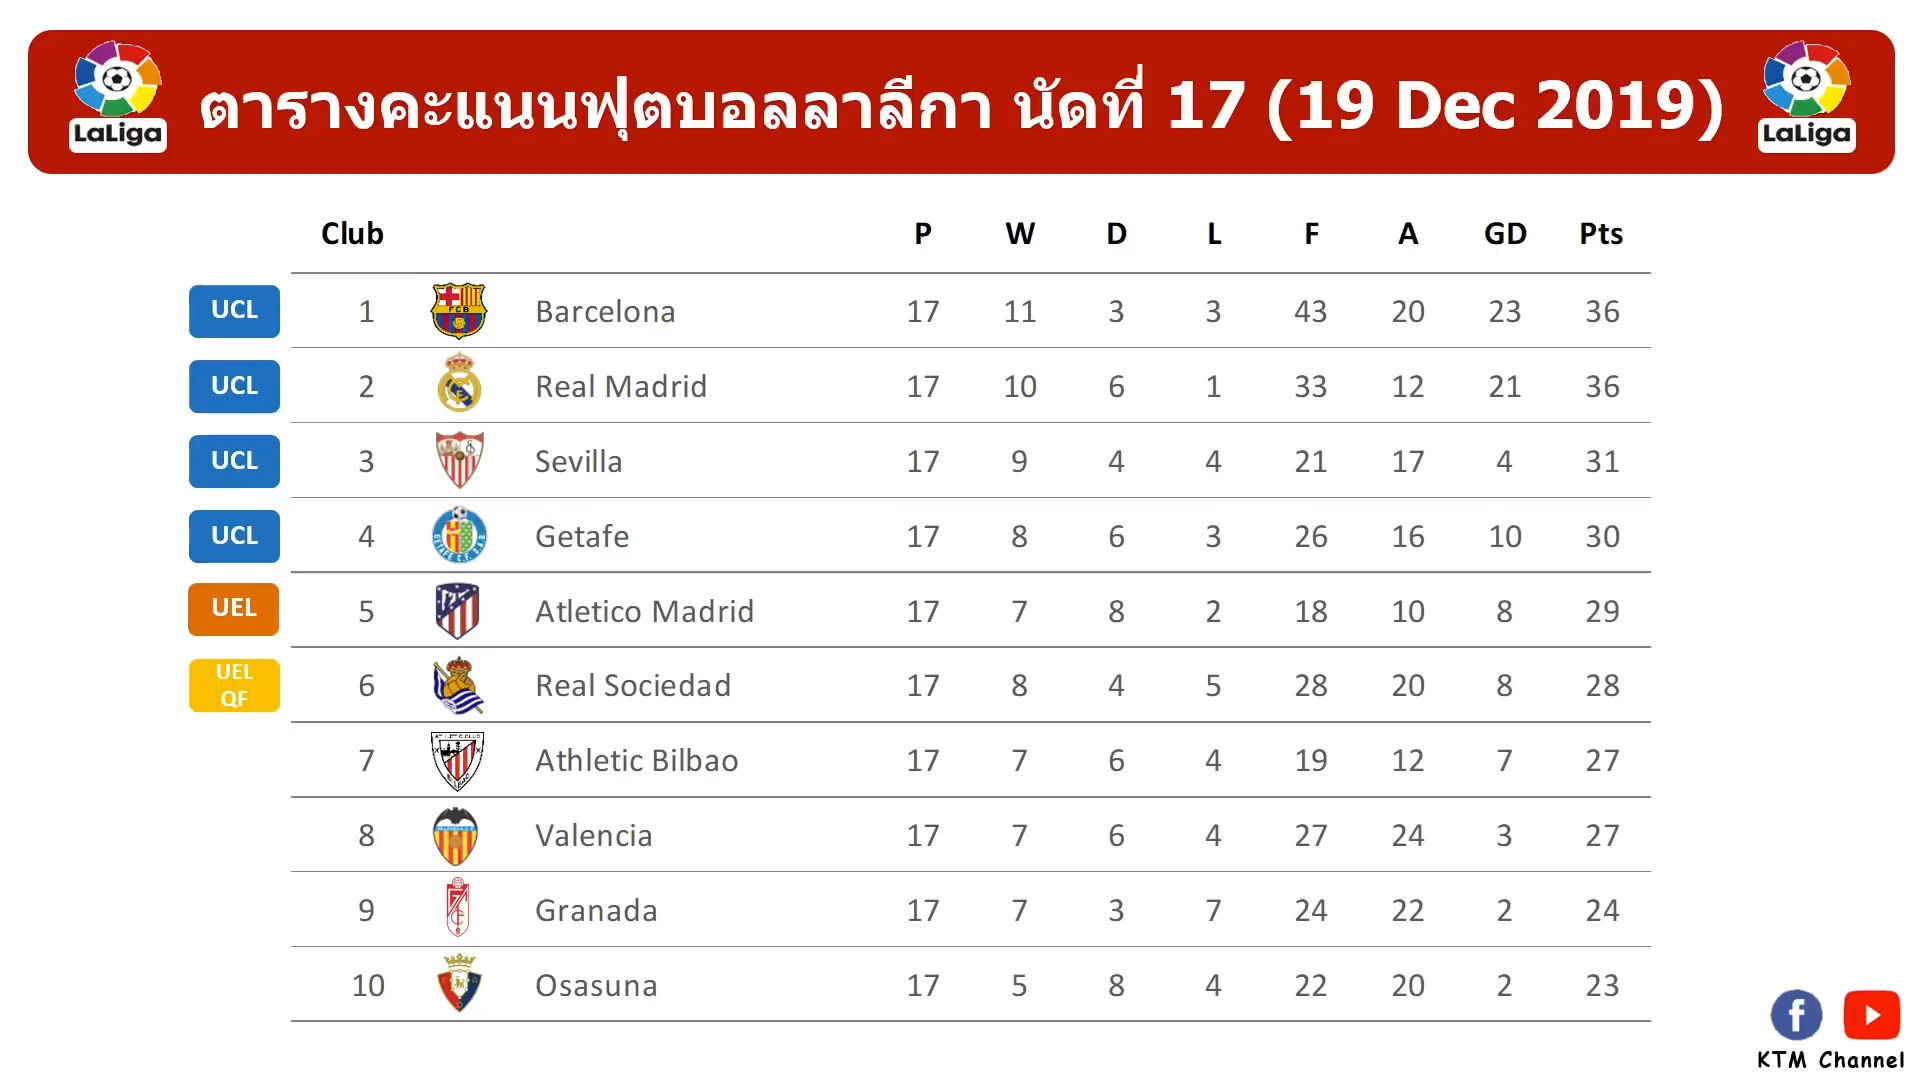 ตารางคะแนนฟุตบอลลาลีกา นัดที่ 17 (19 Dec 2019)
LaLiga
LaLiga
Club P W D L F A GD Pts
UCL 1 FCB Barcelona 17 11 3 3 43 20 23 36
UCL 2 Real Madrid 17 10 6 1 33 12 21 36
UCL 3 Sevilla 17 9 4 4 21 17 4 31
UCL 4 Getafe 17 8 6 3 26 16 10 30
UEL 5 Atletico Madrid 17 7 8 2 18 10 8 29
UEL QF 6 Real Sociedad 17 8 4 5 28 20 8 28
7 Athletic Bilbao 17 7 6 4 19 12 7 27
8 Valencia 17 7 6 4 27 24 3 27
9 Granada 17 7 3 7 24 22 2 24
10 Osasuna 17 5 8 4 22 20 2 23
KTM Channel